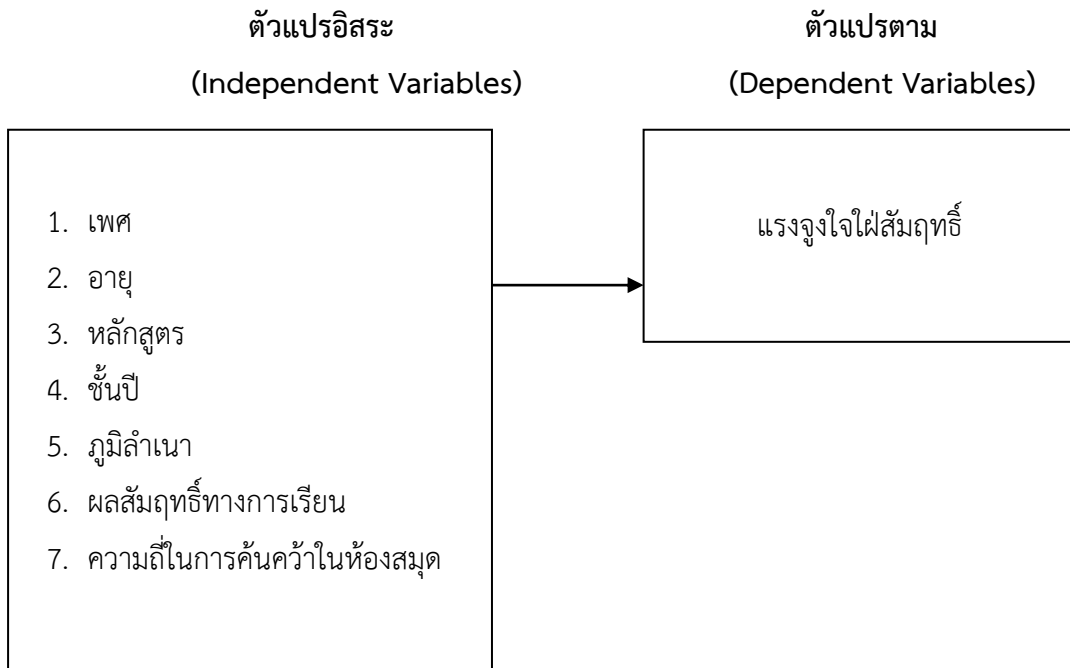 ตัวแปรอิสระ
(Independent Variables)
ตัวแปรตาม
(Dependent Variables)
1. เพศ
2. อายุ
3. หลักสูตร
4. ชั้นปี
5. ภูมิลำเนา
6. ผลสัมฤทธิ์ทางการเรียน
7. ความถี่ในการค้นคว้าในห้องสมุด
แรงจูงใจใฝ่สัมฤทธิ์